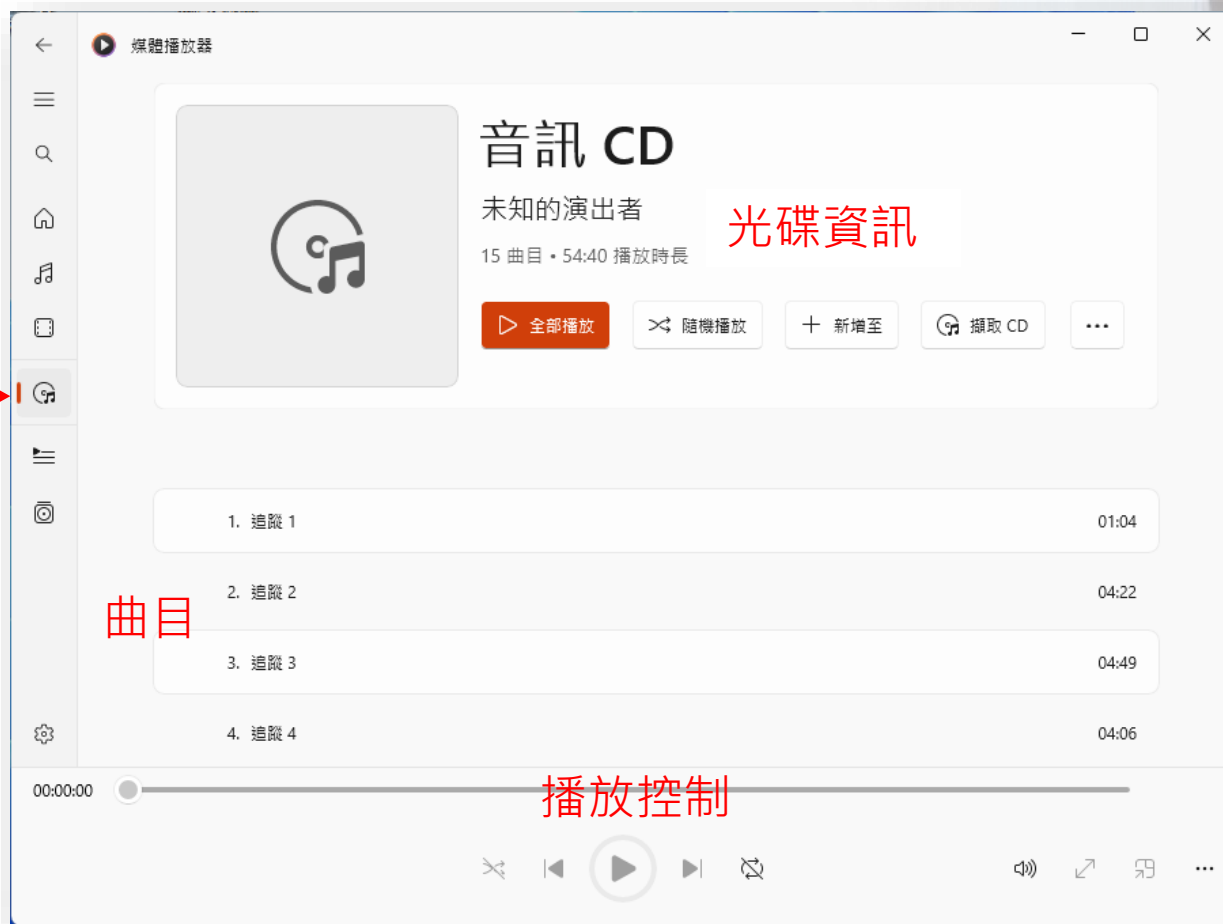 媒體播放器
音訊 CD
未知的演出者
光碟資訊
15 曲目 • 54:40 播放時長
全部播放
隨機播放
新增至
擷取 CD
1. 追蹤 1 01:04
2. 追蹤 2 04:22
曲目
3. 追蹤 3 04:49
4. 追蹤 4 04:06
00:00:00
播放控制